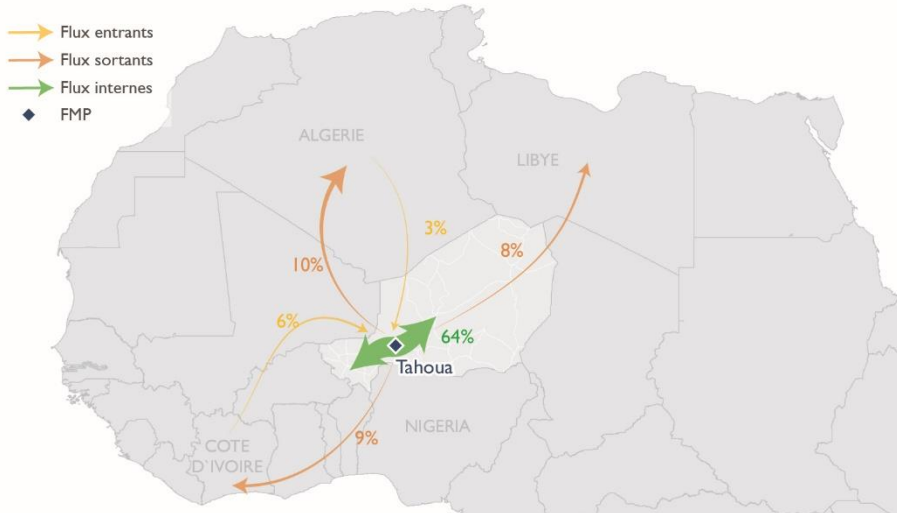 Flux entrants
Flux sortants
Flux internes
FMP
ALGERIE
LIBYE
3%
8%
10%
6%
64%
Tahoua
NIGERIA
9%
COTE
D`IVOIRE